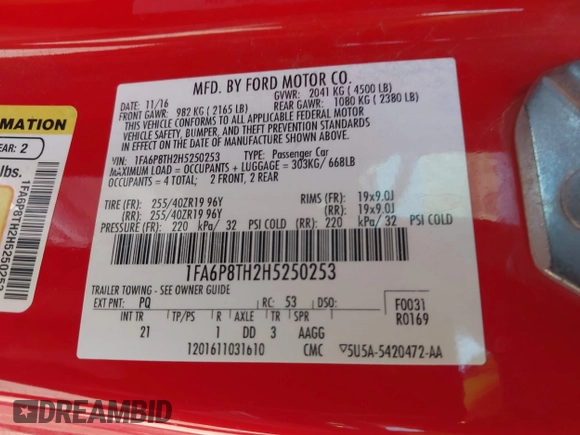 MFD. BY FORD MOTOR CO.
DATE: 11/16
GVWR: 2041 KG ( 4500 LB)
FRONT GAWR: 982 KG ( 2165 LB)
REAR GAWR: 1080 KG ( 2380 LB)
THIS VEHICLE CONFORMS TO ALL APPLICABLE FEDERAL MOTOR
VEHICLE SAFETY, BUMPER, AND THEFT PREVENTION STANDARDS
IN EFFECT ON THE DATE OF MANUFACTURE SHOWN ABOVE.
VIN: 1FA6P8TH2H5250253
TYPE: Passenger Car
MAXIMUM LOAD = OCCUPANTS + LUGGAGE = 303KG/ 668LB
OCCUPANTS = 4 TOTAL; 2 FRONT, 2 REAR
TIRE (FR): 255/40ZR19 96Y
RIMS (FR): 19x9.0J
(RR): 255/40ZR19 96Y
(RR): 19x9.0J
PRESSURE (FR): 220 kPa/ 32 PSI COLD (RR): 220 kPa/ 32 PSI COLD
1FA6P8TH2H5250253
TRAILER TOWING - SEE OWNER GUIDE
EXT PNT: PQ
RC: 53 DSO:
F0031
R0169
INT TR TP/PS R AXLE TR SPR
21 1 DD 3 AAGG
1201611031610
CMC
5U5A-5420472-AA
ORMATION
EAR: 2
lbs.
1FA6P8TH2H5250253
DREAMBID